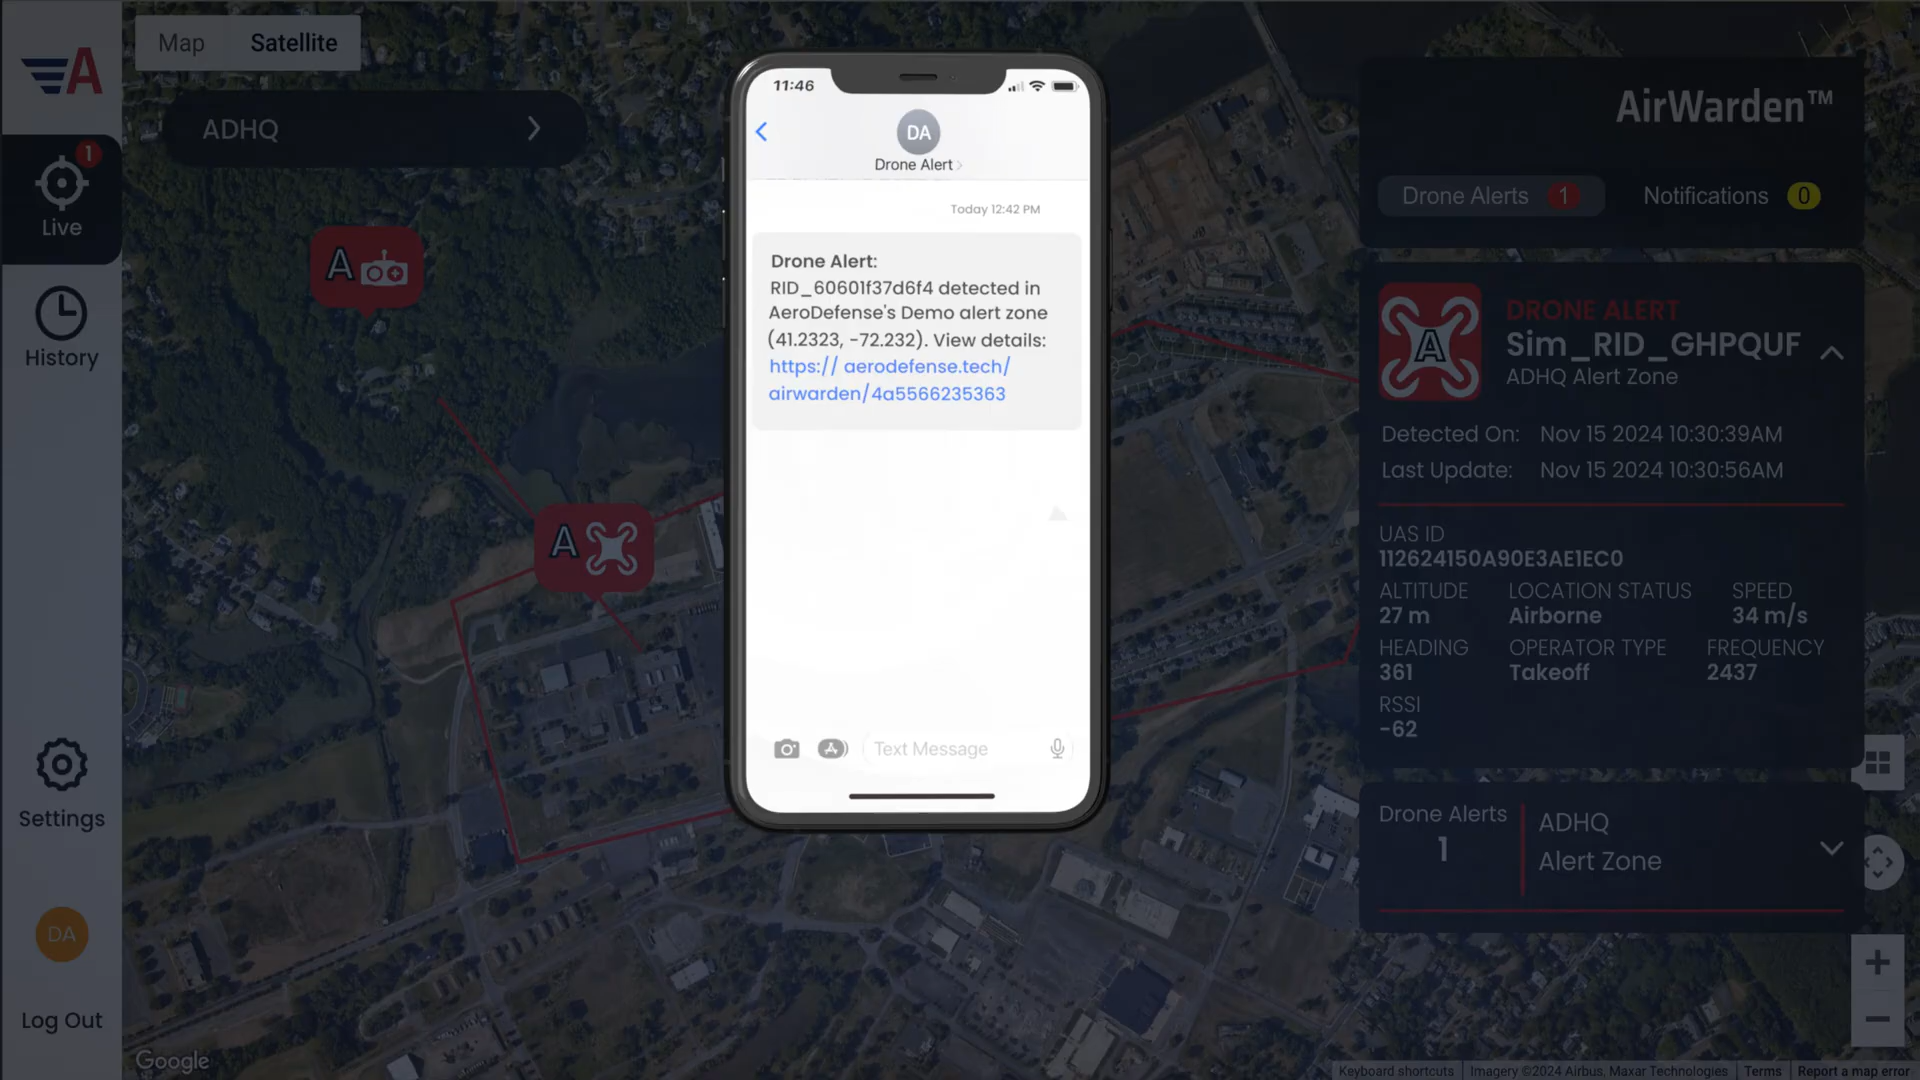 A
Map
Satellite
ADHQ
1
Live
History
Settings
DA
Log Out
A
A
11:46
DA
Drone Alert
Today 12:42 PM
Drone Alert:
RID_60601f37d6f4 detected in
AeroDefense's Demo alert zone
(41.2323, -72.232). View details:
https:// aerodefense.tech/
airwarden/4a5566235363
Text Message
AirWarden™
Drone Alerts 1
Notifications 0
A
DRONE ALERT
Sim_RID_GHPQUF
ADHQ Alert Zone
Detected On: Nov 15 2024 10:30:39AM
Last Update: Nov 15 2024 10:30:56AM
UAS ID
112624150A90E3AE1EC0
ALTITUDE LOCATION STATUS SPEED
27 m Airborne 34 m/s
HEADING OPERATOR TYPE FREQUENCY
361 Takeoff 2437
RSSI
-62
Drone Alerts
1
ADHQ
Alert Zone
Google
Keyboard shortcuts
Imagery ©2024 Airbus, Maxar Technologies
Terms
Report a map error